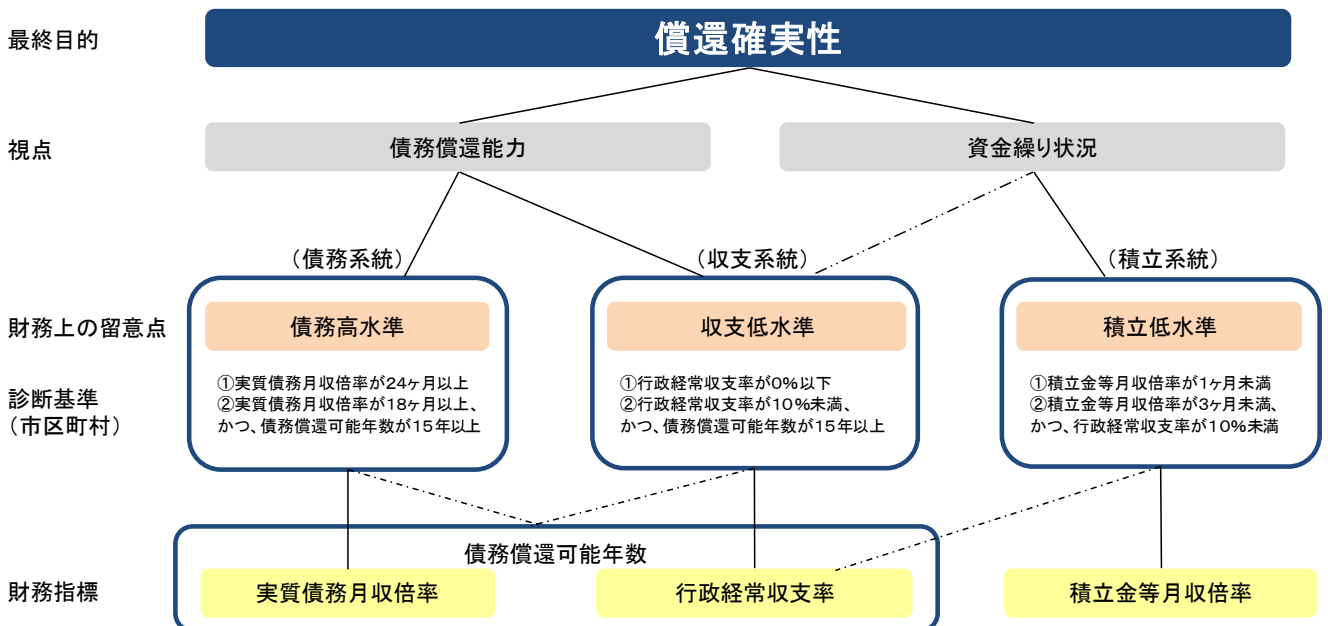 最終目的
償還確実性
視点
債務償還能力
資金繰り状況
（債務系統）
（収支系統）
（積立系統）
財務上の留意点
債務高水準
収支低水準
積立低水準
診断基準
（市区町村）
①実質債務月収倍率が24ヶ月以上
②実質債務月収倍率が18ヶ月以上、
かつ、債務償還可能年数が15年以上
①行政経常収支率が0%以下
②行政経常収支率が10%未満、
かつ、債務償還可能年数が15年以上
①積立金等月収倍率が1ヶ月未満
②積立金等月収倍率が3ヶ月未満、
かつ、行政経常収支率が10%未満
債務償還可能年数
財務指標
実質債務月収倍率
行政経常収支率
積立金等月収倍率